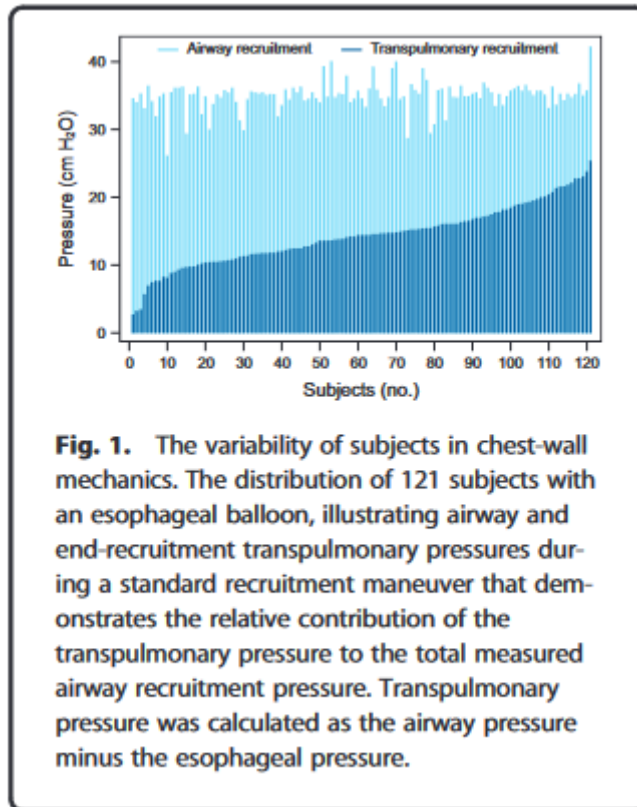 Airway recruitment Transpulmonary recruitment
40
30
20
10
0
Pressure (cm H₂O)
0 10 20 30 40 50 60 70 80 90 100 110 120
Subjects (no.)
Fig. 1. The variability of subjects in chest-wall
mechanics. The distribution of 121 subjects with
an esophageal balloon, illustrating airway and
end-recruitment transpulmonary pressures dur-
ing a standard recruitment maneuver that dem-
onstrates the relative contribution of the
transpulmonary pressure to the total measured
airway recruitment pressure. Transpulmonary
pressure was calculated as the airway pressure
minus the esophageal pressure.